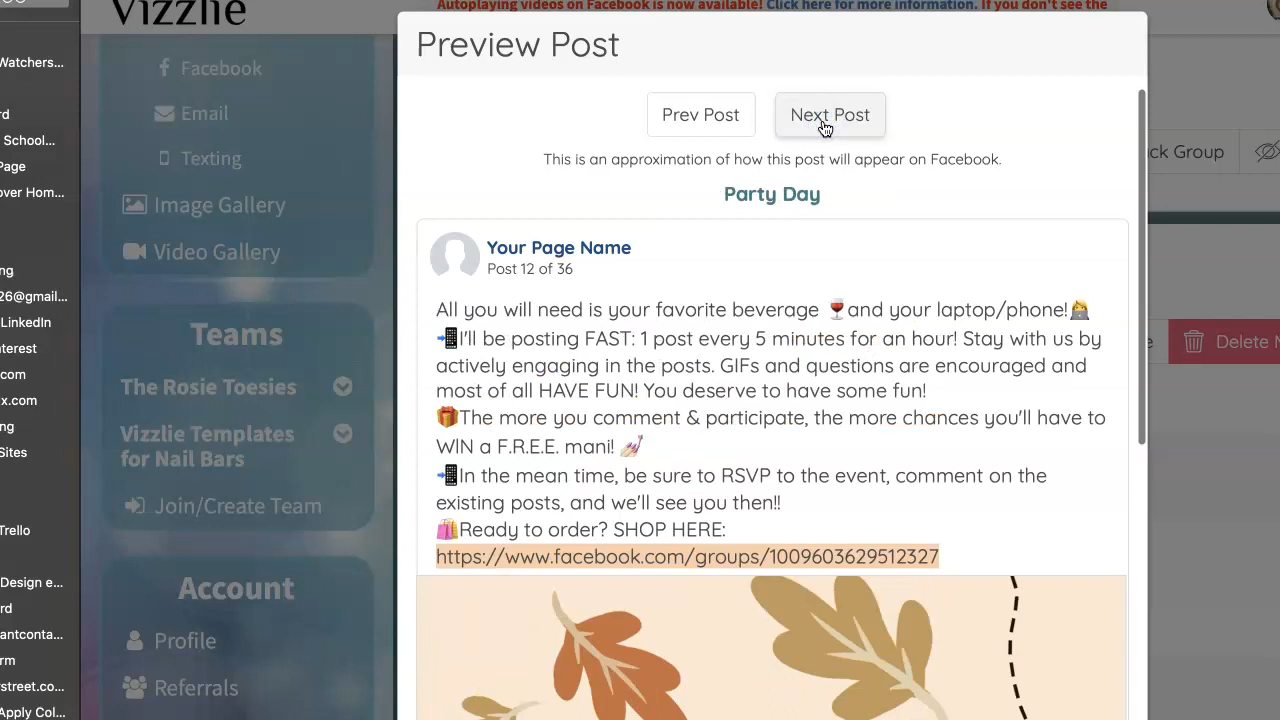 Vizzlie
Autoplaying videos on Facebook is now available! Click here for more information. If you don't see the
Watchers...
rd
School...
Page
over Hom...
ng
26@gmail...
LinkedIn
nterest
.com
x.com
ng
Sites
Trello
Design e...
rd
antconta...
rm
rstreet.co...
Apply Col...
Facebook
Email
Texting
Image Gallery
Video Gallery
Teams
The Rosie Toesies
Vizzlie Templates
for Nail Bars
Join/Create Team
Account
Profile
Referrals
Preview Post
Prev Post
Next Post
This is an approximation of how this post will appear on Facebook.
Party Day
Your Page Name
Post 12 of 36
All you will need is your favorite beverage 🍷and your laptop/phone!👩‍💻
📲I'll be posting FAST: 1 post every 5 minutes for an hour! Stay with us by
actively engaging in the posts. GIFs and questions are encouraged and
most of all HAVE FUN! You deserve to have some fun!
🎁The more you comment & participate, the more chances you'll have to
WIN a F.R.E.E. mani! 💅
📲In the mean time, be sure to RSVP to the event, comment on the
existing posts, and we'll see you then!!
🛍️Ready to order? SHOP HERE:
https://www.facebook.com/groups/1009603629512327
ck Group
Delete